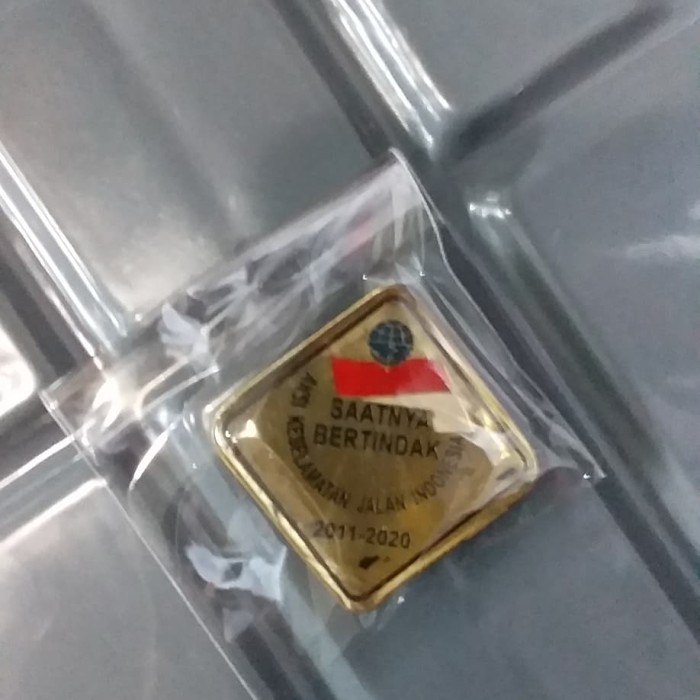 SAATNYA
BERTINDAK
AKSI KESELAMATAN JALAN INDONESIA
2011-2020